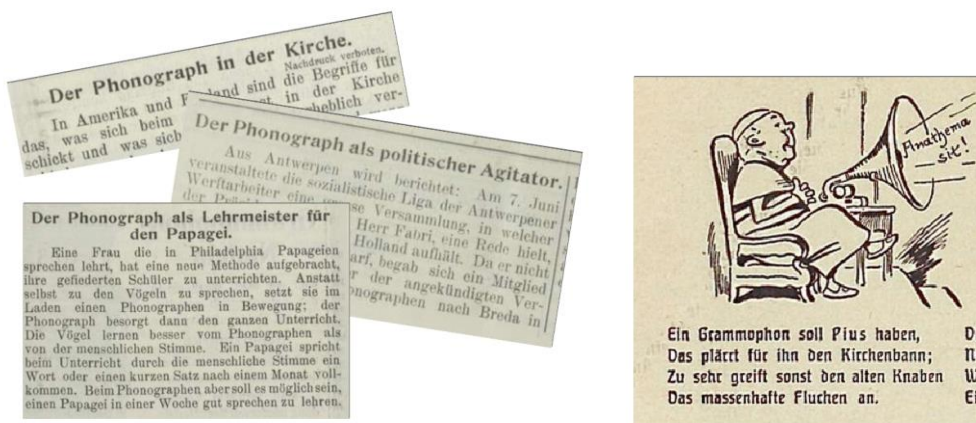 Der Phonograph in der Kirche.
Nachdruck verboten.
In Amerika und land sind die Begriffe für
das, was sich beim in der Kirche
schickt und was sich ver-
Der Phonograph als politischer Agitator.
Aus Antwerpen wird berichtet: Am 7. Juni
veranstaltete die sozialistische Liga der Antwerpener
Werftarbeiter eine Versammlung, in welcher
der Herr Fabri, eine Rede hielt,
Holland aufhält. Da er nicht
begab sich ein Mitglied
der angekündigten Ver-
nach Breda in
Der Phonograph als Lehrmeister für
den Papagei.
Eine Frau die in Philadelphia Papageien
sprechen lehrt, hat eine neue Methode aufgebracht,
ihre gefiederten Schüler zu unterrichten. Anstatt
selbst zu den Vögeln zu sprechen, setzt sie im
Laden einen Phonographen in Bewegung; der
Phonograph besorgt dann den ganzen Unterricht.
Die Vögel lernen besser vom Phonographen als
von der menschlichen Stimme. Ein Papagei spricht
beim Unterricht durch die menschliche Stimme ein
Wort oder einen kurzen Satz nach einem Monat voll-
kommen. Beim Phonographen aber soll es möglich sein,
einen Papagei in einer Woche gut sprechen zu lehren.
Anathema
sit!
Ein Grammophon soll Pius haben,
Das plärrt für ihn den Kirchenbann;
Zu sehr greift sonst den alten Knaben
Das massenhafte Fluchen an.